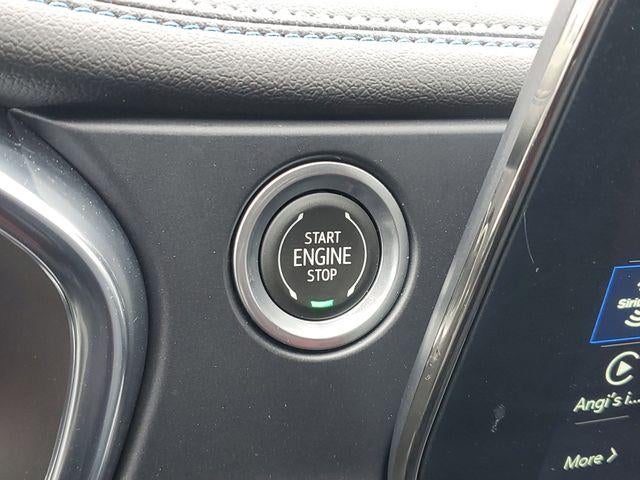 START
ENGINE
STOP
Angi's i...
More >